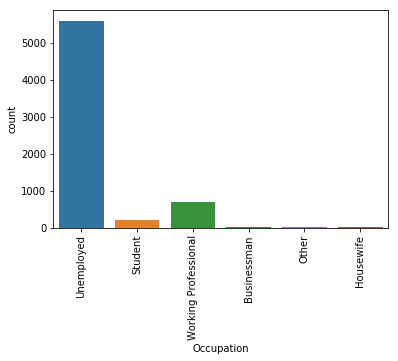 5000
4000
3000
2000
1000
0
count
Unemployed
Student
Working Professional
Businessman
Other
Housewife
Occupation